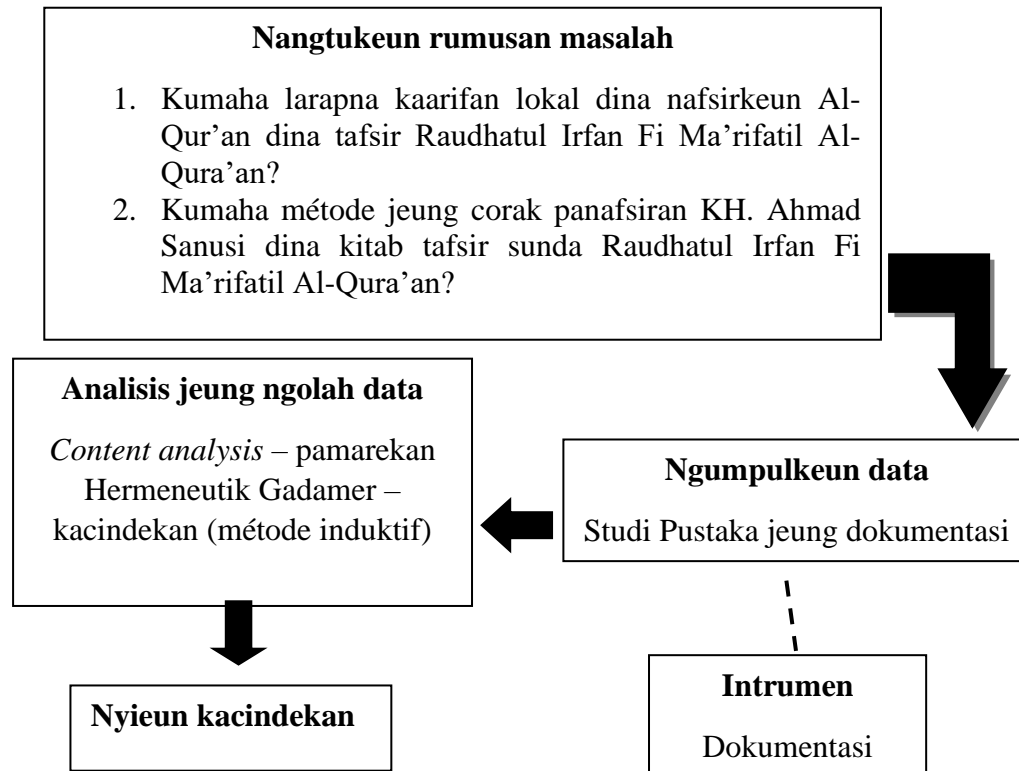 Nangtukeun rumusan masalah
1. Kumaha larapna kaarifan lokal dina nafsirkeun Al-
Qur’an dina tafsir Raudhatul Irfan Fi Ma’rifatil Al-
Qura’an?
2. Kumaha métode jeung corak panafsiran KH. Ahmad
Sanusi dina kitab tafsir sunda Raudhatul Irfan Fi
Ma’rifatil Al-Qura’an?
Ngumpulkeun data
Studi Pustaka jeung dokumentasi
Intrumen
Dokumentasi
Analisis jeung ngolah data
Content analysis – pamarekan
Hermeneutik Gadamer –
kacindekan (métode induktif)
Nyieun kacindekan